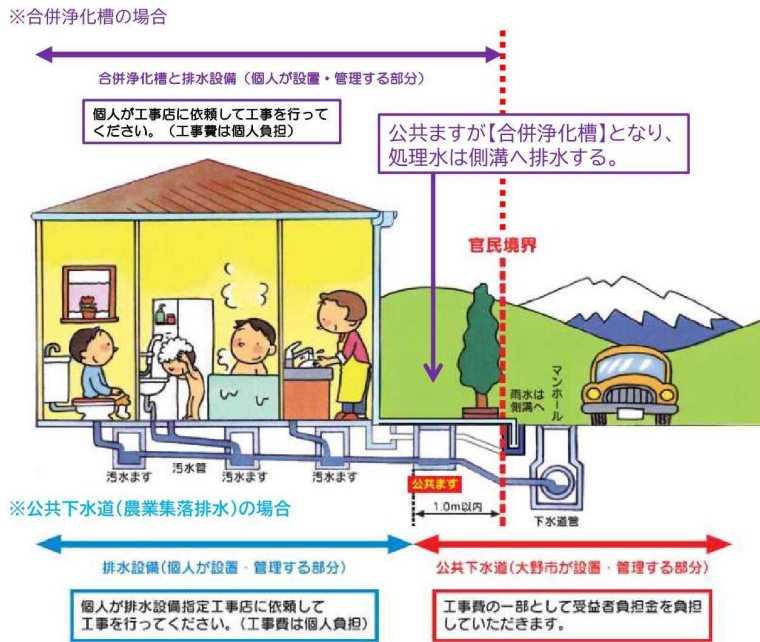 ※合併浄化槽の場合
合併浄化槽と排水設備（個人が設置・管理する部分）
個人が工事店に依頼して工事を行って
ください。（工事費は個人負担）
公共ますが【合併浄化槽】となり、
処理水は側溝へ排水する。
官民境界
雨水は
側溝へ
マンホール
汚水ます
汚水管
汚水ます
汚水ます
公共ます
1.0m以内
下水道管
※公共下水道(農業集落排水)の場合
排水設備(個人が設置・管理する部分)
公共下水道(大野市が設置・管理する部分)
個人が排水設備指定工事店に依頼して
工事を行ってください。（工事費は個人負担）
工事費の一部として受益者負担金を負担
していただきます。